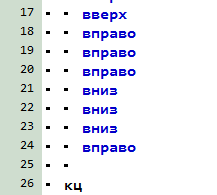 17 ▪ ▪ вверх
18 ▪ ▪ вправо
19 ▪ ▪ вправо
20 ▪ ▪ вправо
21 ▪ ▪ вниз
22 ▪ ▪ вниз
23 ▪ ▪ вниз
24 ▪ ▪ вправо
25 ▪ ▪
26 ▪ кц